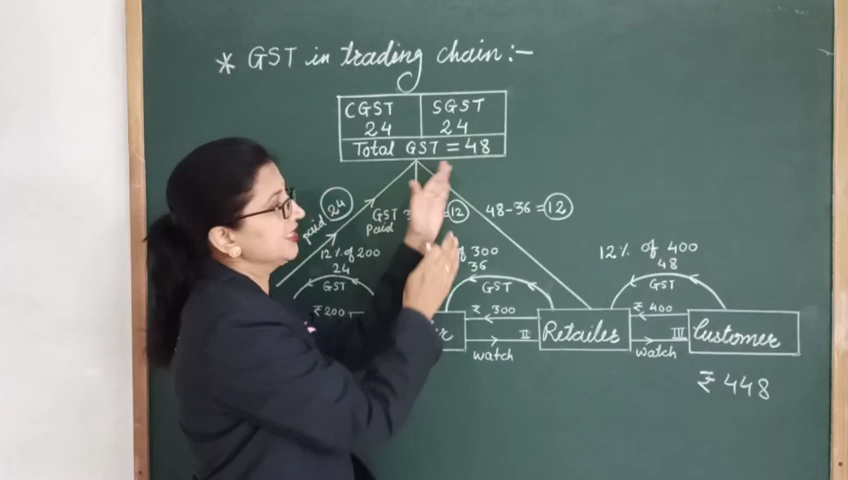 * GST in trading chain :-
CGST SGST
24 24
Total GST = 48
paid 24
GST = 12
Paid
48-36 = 12
12% of 200
24
GST
₹200
of 300
36
GST
₹ 300
12% of 400
48
GST
₹ 400
er
II
watch
Retailer
III
watch
Customer
₹ 448